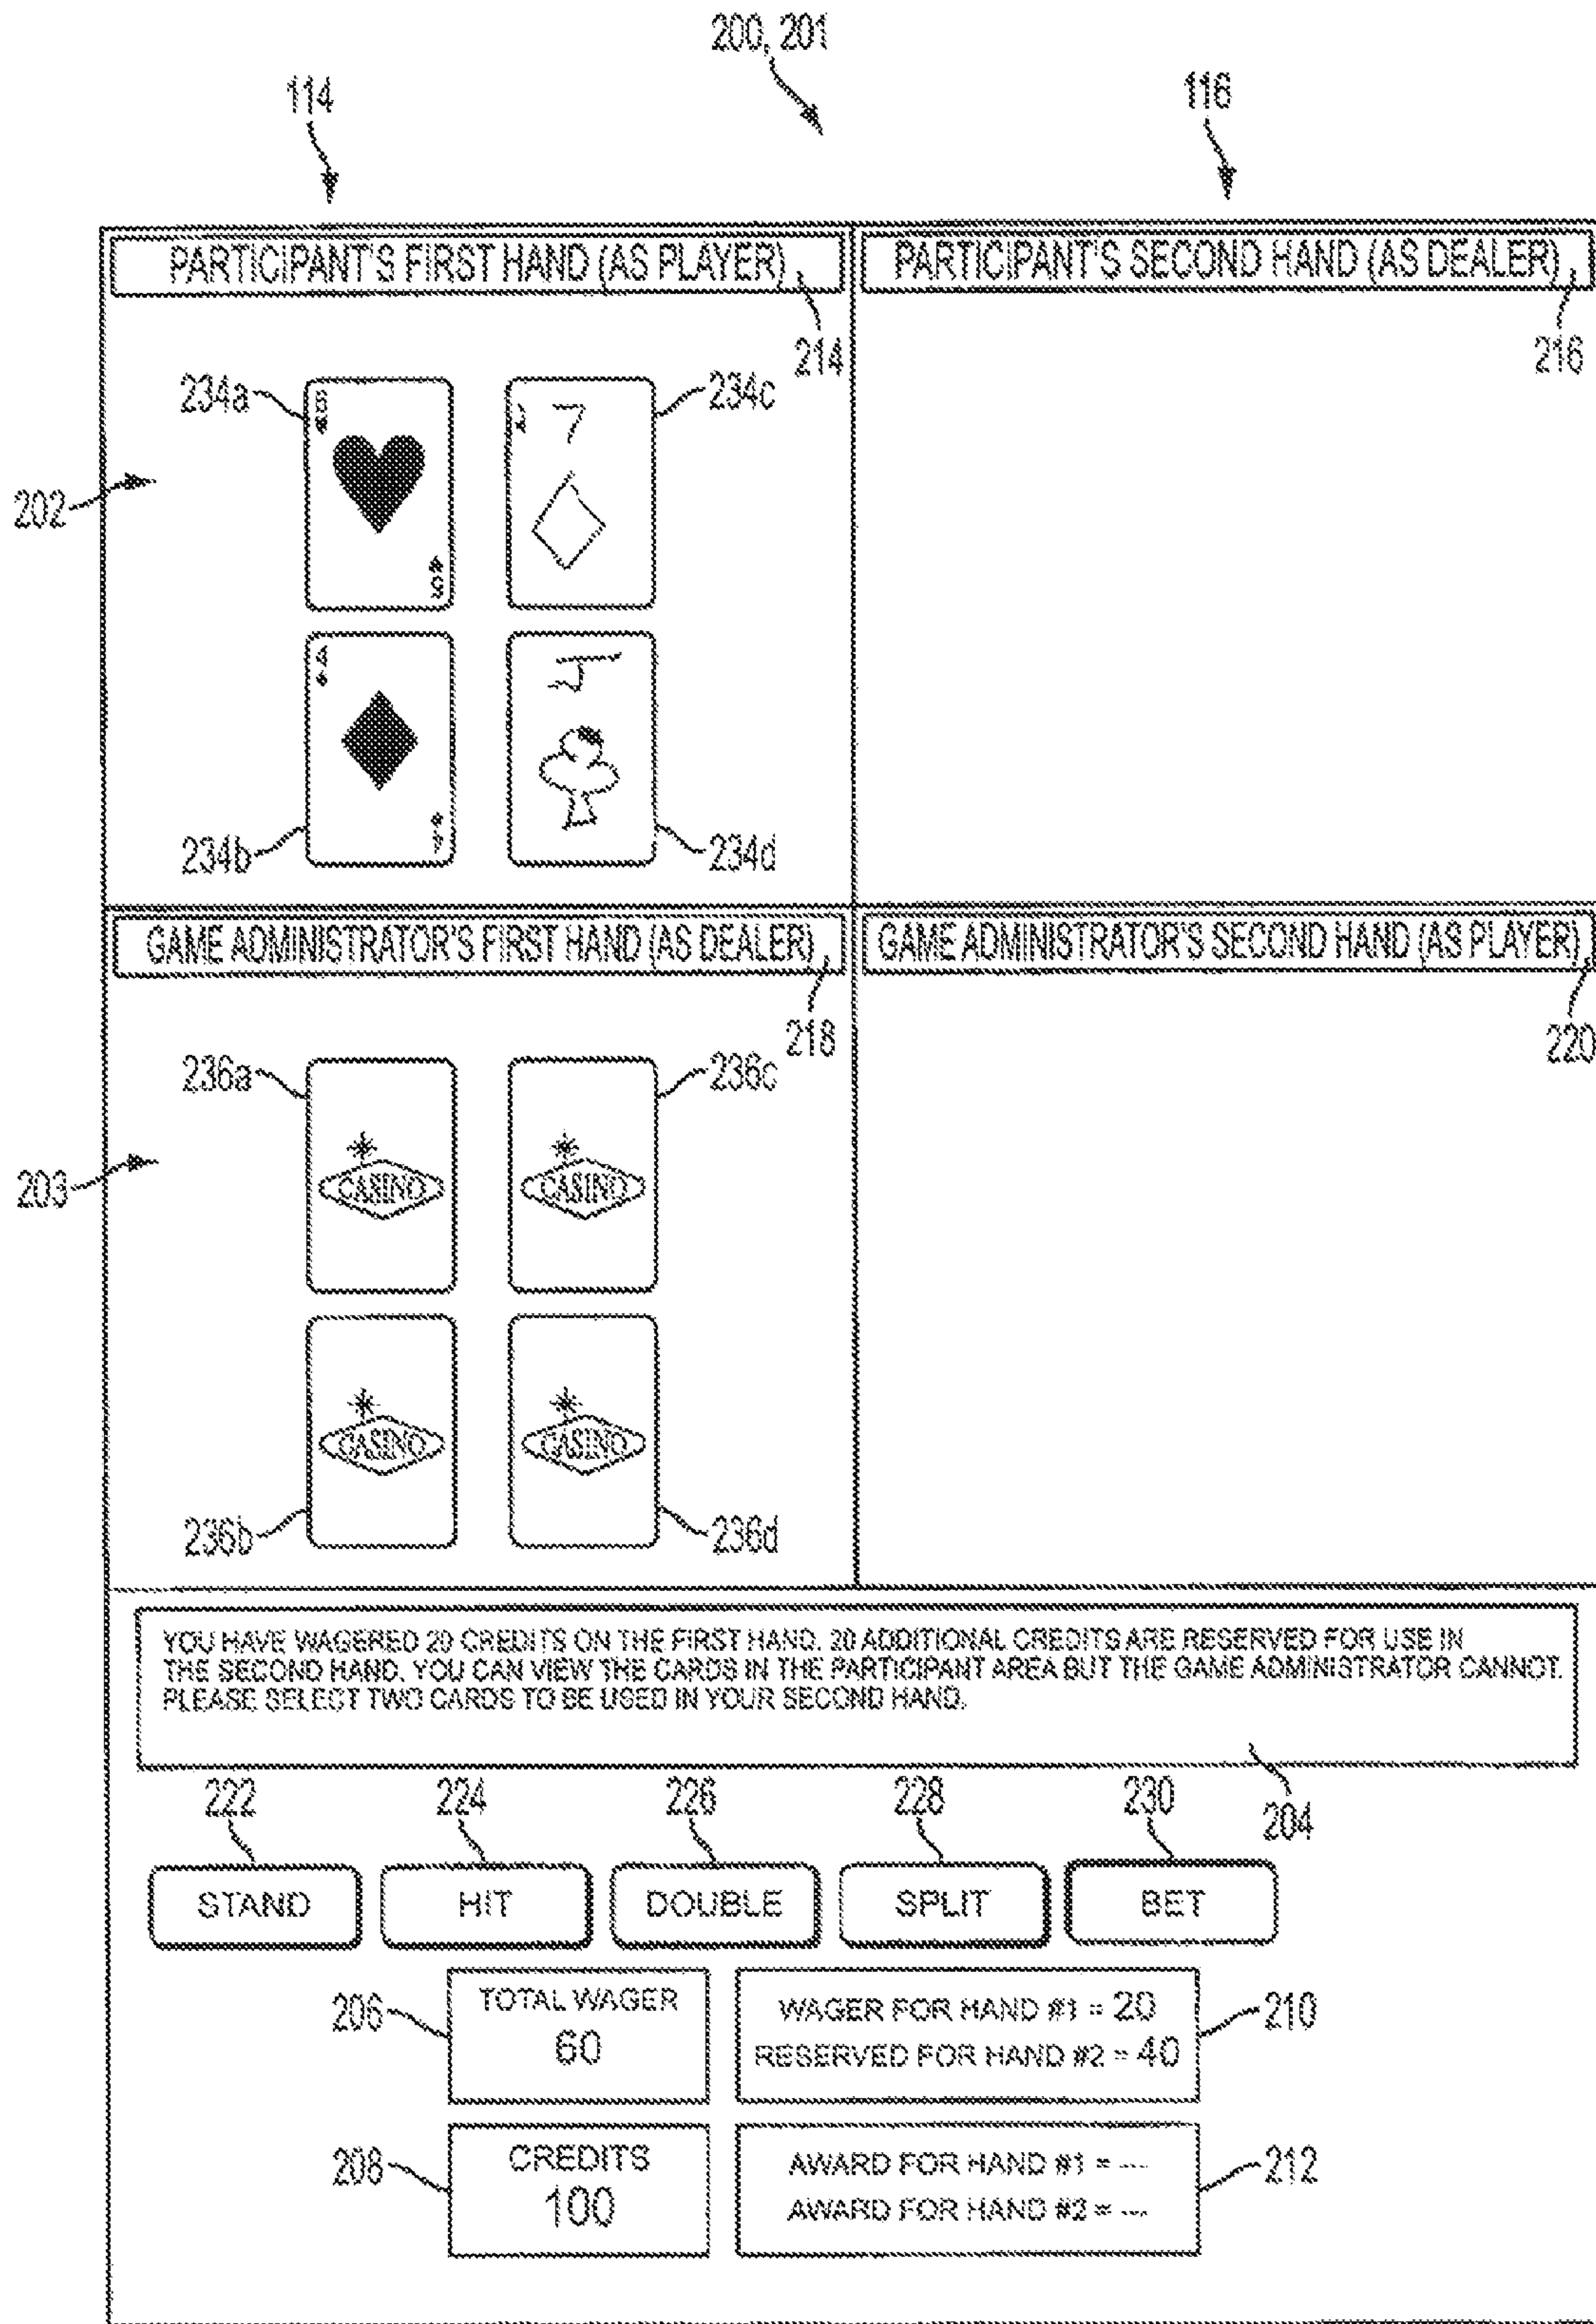 200, 201
114
116
PARTICIPANT'S FIRST HAND (AS PLAYER)
PARTICIPANT'S SECOND HAND (AS DEALER)
214
216
234a
234c
7
202
4
J
4
234b
234d
GAME ADMINISTRATOR'S FIRST HAND (AS DEALER)
GAME ADMINISTRATOR'S SECOND HAND (AS PLAYER)
218
220
236a
236c
203
CASINO
CASINO
CASINO
CASINO
236b
236d
YOU HAVE WAGERED 20 CREDITS ON THE FIRST HAND. 20 ADDITIONAL CREDITS ARE RESERVED FOR USE IN
THE SECOND HAND. YOU CAN VIEW THE CARDS IN THE PARTICIPANT AREA BUT THE GAME ADMINISTRATOR CANNOT.
PLEASE SELECT TWO CARDS TO BE USED IN YOUR SECOND HAND.
222
224
226
228
230
204
STAND
HIT
DOUBLE
SPLIT
BET
206
TOTAL WAGER
60
WAGER FOR HAND #1 = 20
RESERVED FOR HAND #2 = 40
210
208
CREDITS
100
AWARD FOR HAND #1 = ---
AWARD FOR HAND #2 = ---
212